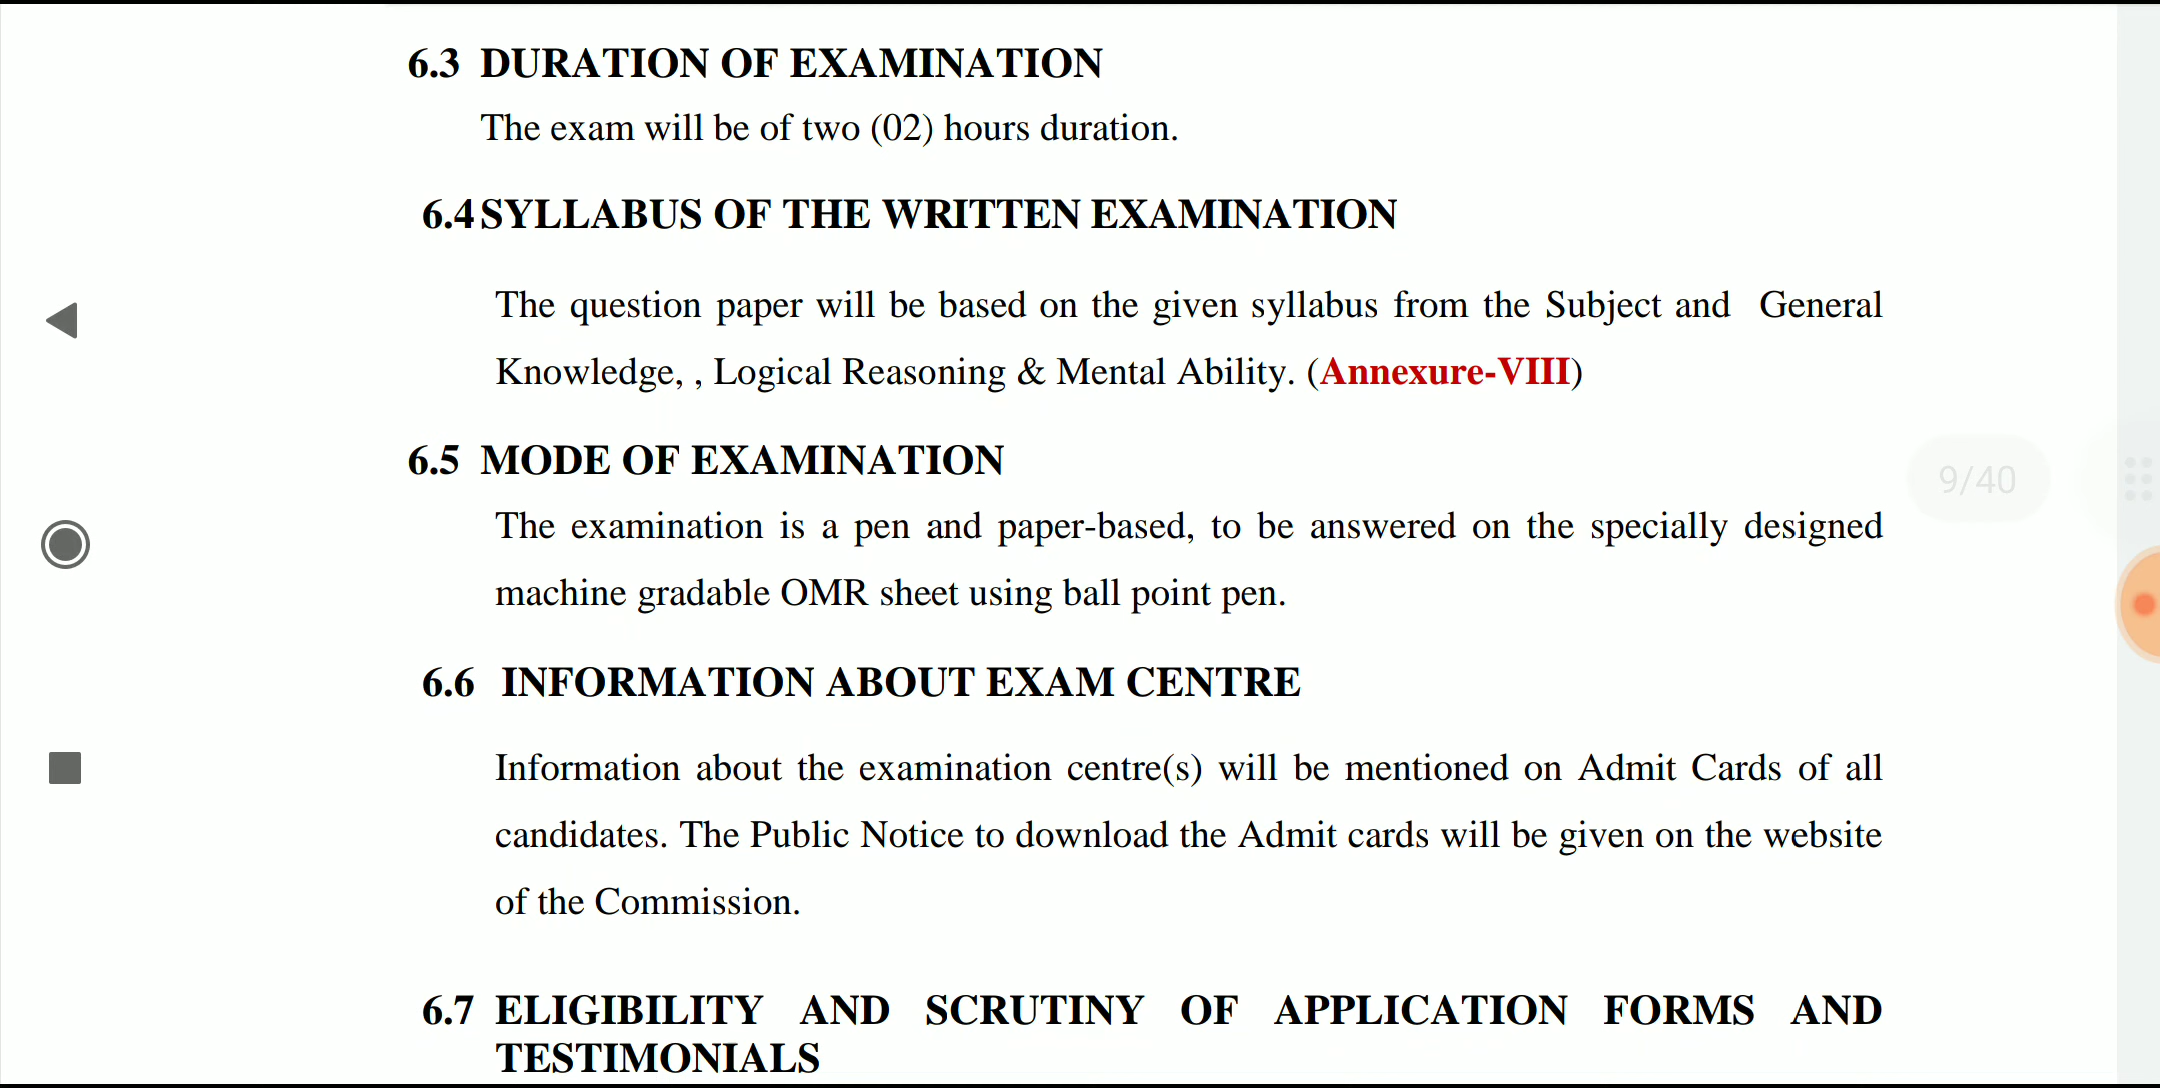 6.3 DURATION OF EXAMINATION
The exam will be of two (02) hours duration.
6.4 SYLLABUS OF THE WRITTEN EXAMINATION
The question paper will be based on the given syllabus from the Subject and General
Knowledge, , Logical Reasoning & Mental Ability. (Annexure-VIII)
6.5 MODE OF EXAMINATION
The examination is a pen and paper-based, to be answered on the specially designed
machine gradable OMR sheet using ball point pen.
9/40
6.6 INFORMATION ABOUT EXAM CENTRE
Information about the examination centre(s) will be mentioned on Admit Cards of all
candidates. The Public Notice to download the Admit cards will be given on the website
of the Commission.
6.7 ELIGIBILITY AND SCRUTINY OF APPLICATION FORMS AND
TESTIMONIALS